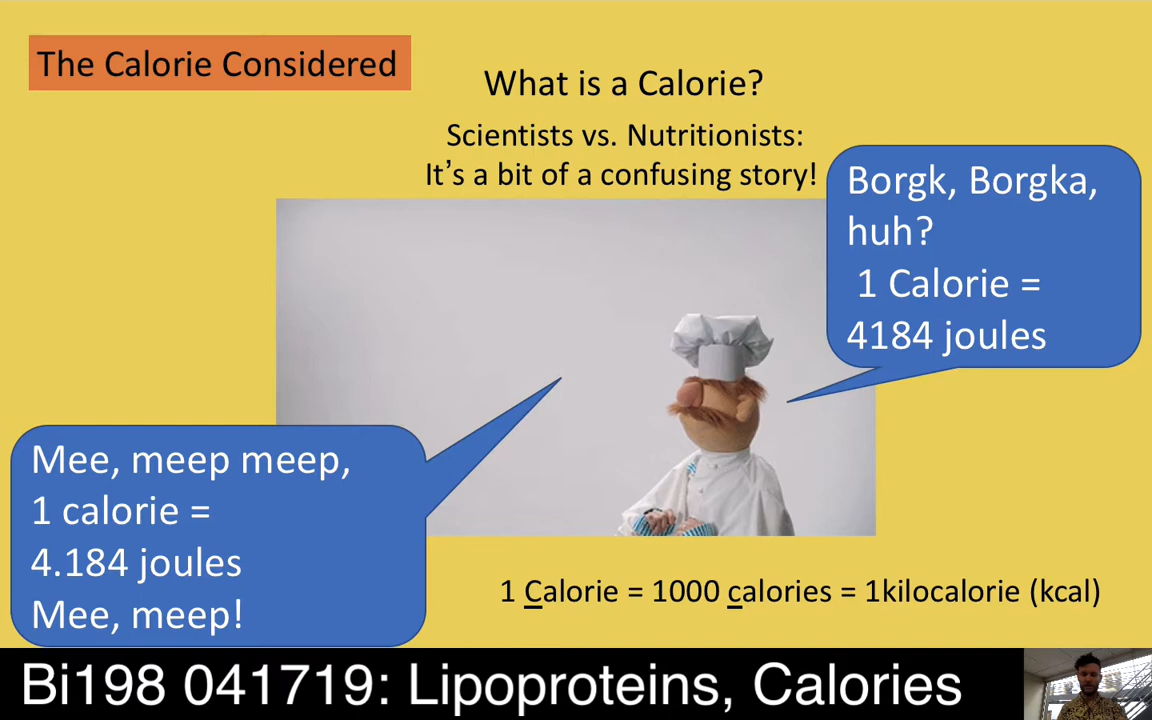 The Calorie Considered
What is a Calorie?
Scientists vs. Nutritionists:
It’s a bit of a confusing story!
Borgk, Borgka,
huh?
1 Calorie =
4184 joules
Mee, meep meep,
1 calorie =
4.184 joules
Mee, meep!
1 Calorie = 1000 calories = 1kilocalorie (kcal)
Bi198 041719: Lipoproteins, Calories